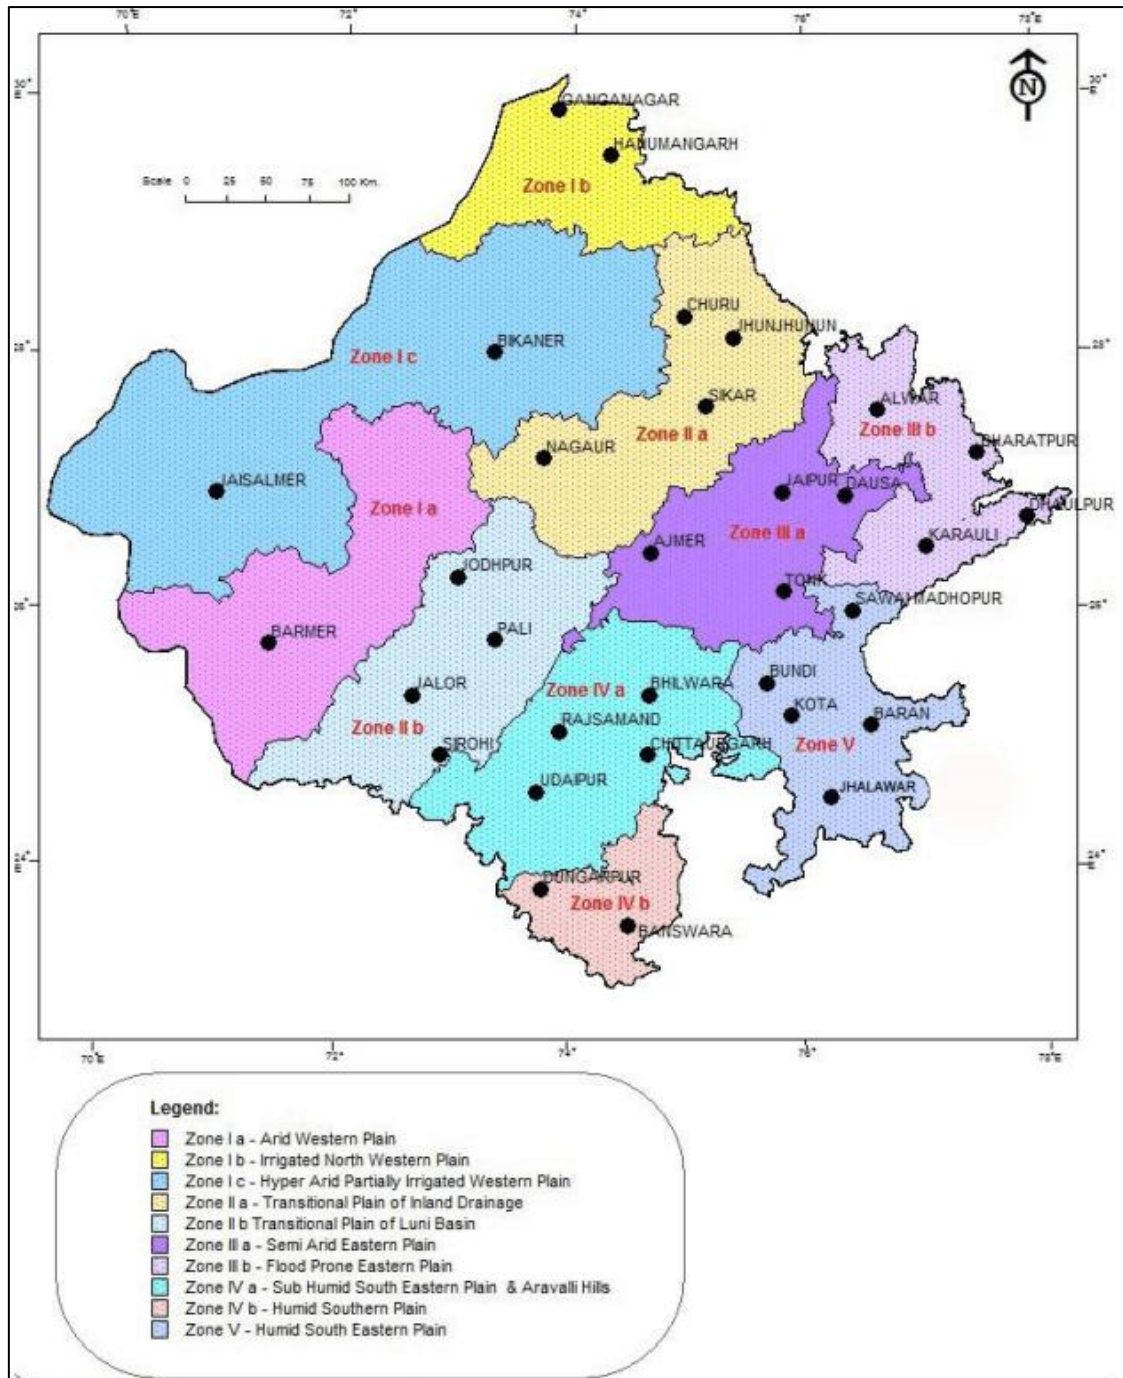 70°E 72° 74° 76° 78°E
30°E
30°E
N
GANGANAGAR
HANUMANGARH
Scale 0 25 50 75 100 Km.
Zone I b
CHURU
JHUNJHUNUN
28°E
28°E
BIKANER
Zone I c
SIKAR
ALWAR
Zone II a
Zone III b
NAGAUR
BHARATPUR
JAISALMER
JAIPUR
DAUSA
Zone I a
DHAULPUR
Zone III a
KARAULI
AJMER
JODHPUR
TONK
26°E
26°E
SAWAI MADHOPUR
BARMER
PALI
JALOR
Zone IV a
BHILWARA
BUNDI
KOTA
BARAN
Zone II b
RAJSAMAND
SIROHI
CHITTAURGARH
Zone V
UDAIPUR
JHALAWAR
24°E
24°E
DUNGARPUR
Zone IV b
BANSWARA
70°E 72° 74° 76° 78°E
Legend:
Zone I a - Arid Western Plain
Zone I b - Irrigated North Western Plain
Zone I c - Hyper Arid Partially Irrigated Western Plain
Zone II a - Transitional Plain of Inland Drainage
Zone II b Transitional Plain of Luni Basin
Zone III a - Semi Arid Eastern Plain
Zone III b - Flood Prone Eastern Plain
Zone IV a - Sub Humid South Eastern Plain & Aravalli Hills
Zone IV b - Humid Southern Plain
Zone V - Humid South Eastern Plain